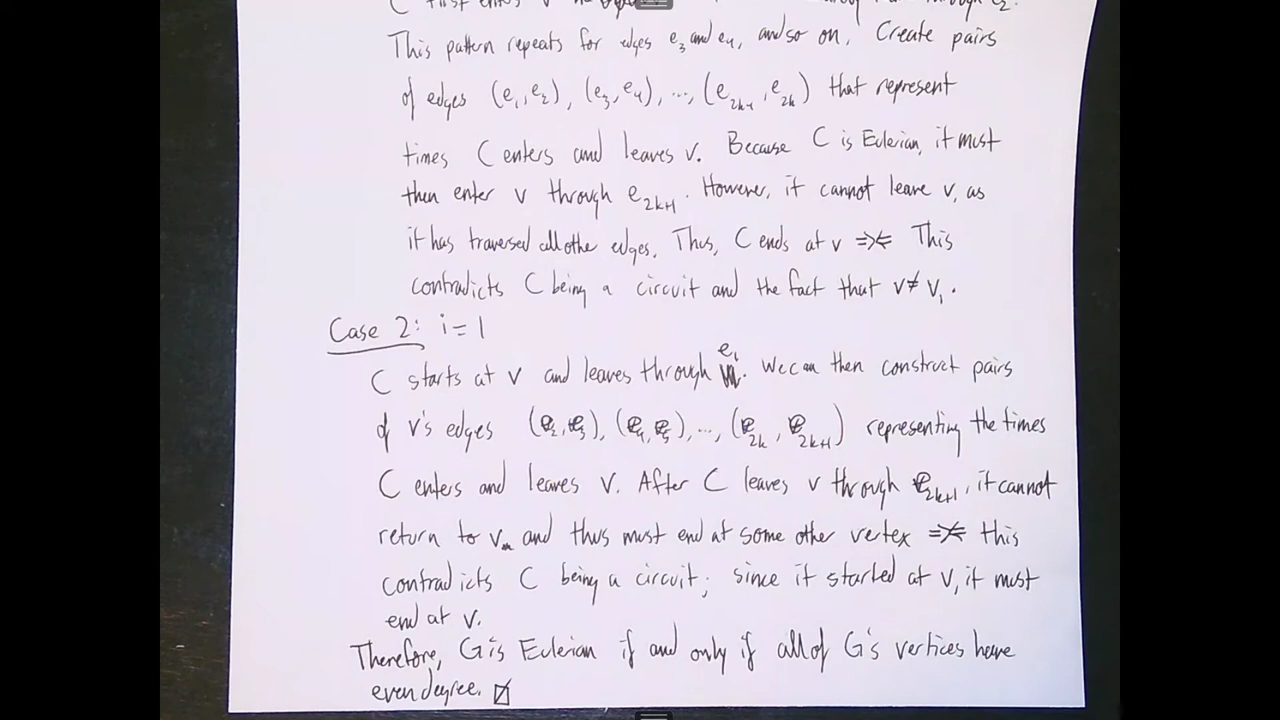 C first enters v
This pattern repeats for edges e₃ and e₄, and so on. Create pairs
of edges (e₁, e₂), (e₃, e₄), ..., (e₂ₖ₋₁, e₂ₖ) that represent
times C enters and leaves v. Because C is Eulerian, it must
then enter v through e₂ₖ₊₁. However, it cannot leave v, as
it has traversed all othe edges. Thus, C ends at v ⇒⇐ This
contradicts C being a circuit and the fact that v ≠ v₁.
Case 2: i = 1
C starts at v and leaves through e₁. We can then construct pairs
of v's edges (e₂, e₃), (e₄, e₅), ..., (e₂ₖ, e₂ₖ₊₁) representing the times
C enters and leaves v. After C leaves v through e₂ₖ₊₁, it cannot
return to v and thus must end at some other vertex ⇒⇐ this
contradicts C being a circuit; since it started at v, it must
end at v.
Therefore, G is Eulerian if and only if all of G's vertices have
even degree.